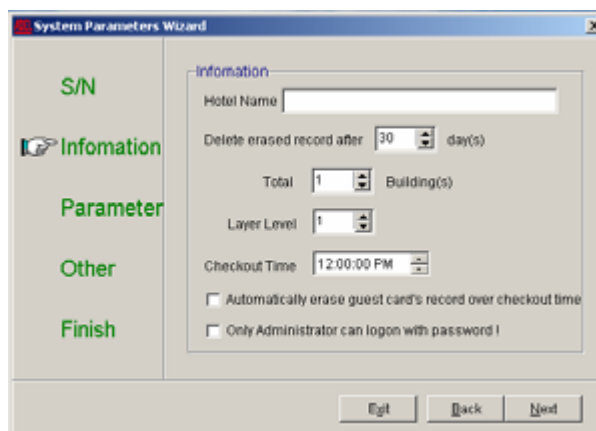 System Parameters Wizard
S/N
Infomation
Parameter
Other
Finish
Infomation
Hotel Name
Delete erased record after 30 day(s)
Total 1 Building(s)
Layer Level 1
Checkout Time 12:00:00 PM
Automatically erase guest card's record over checkout time
Only Administrator can logon with password !
Exit Back Next